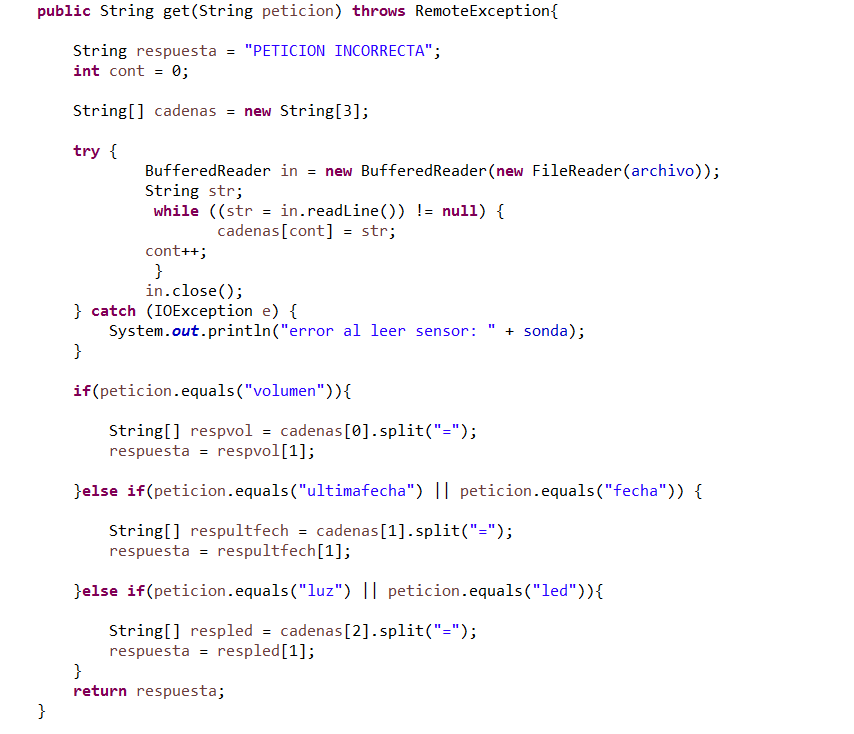 public String get(String peticion) throws RemoteException{
String respuesta = "PETICION INCORRECTA";
int cont = 0;
String[] cadenas = new String[3];
try {
BufferedReader in = new BufferedReader(new FileReader(archivo));
String str;
while ((str = in.readLine()) != null) {
cadenas[cont] = str;
cont++;
}
in.close();
} catch (IOException e) {
System.out.println("error al leer sensor: " + sonda);
}
if(peticion.equals("volumen")){
String[] respvol = cadenas[0].split("=");
respuesta = respvol[1];
}else if(peticion.equals("ultimafecha") || peticion.equals("fecha")) {
String[] respultfech = cadenas[1].split("=");
respuesta = respultfech[1];
}else if(peticion.equals("luz") || peticion.equals("led")){
String[] respled = cadenas[2].split("=");
respuesta = respled[1];
}
return respuesta;
}